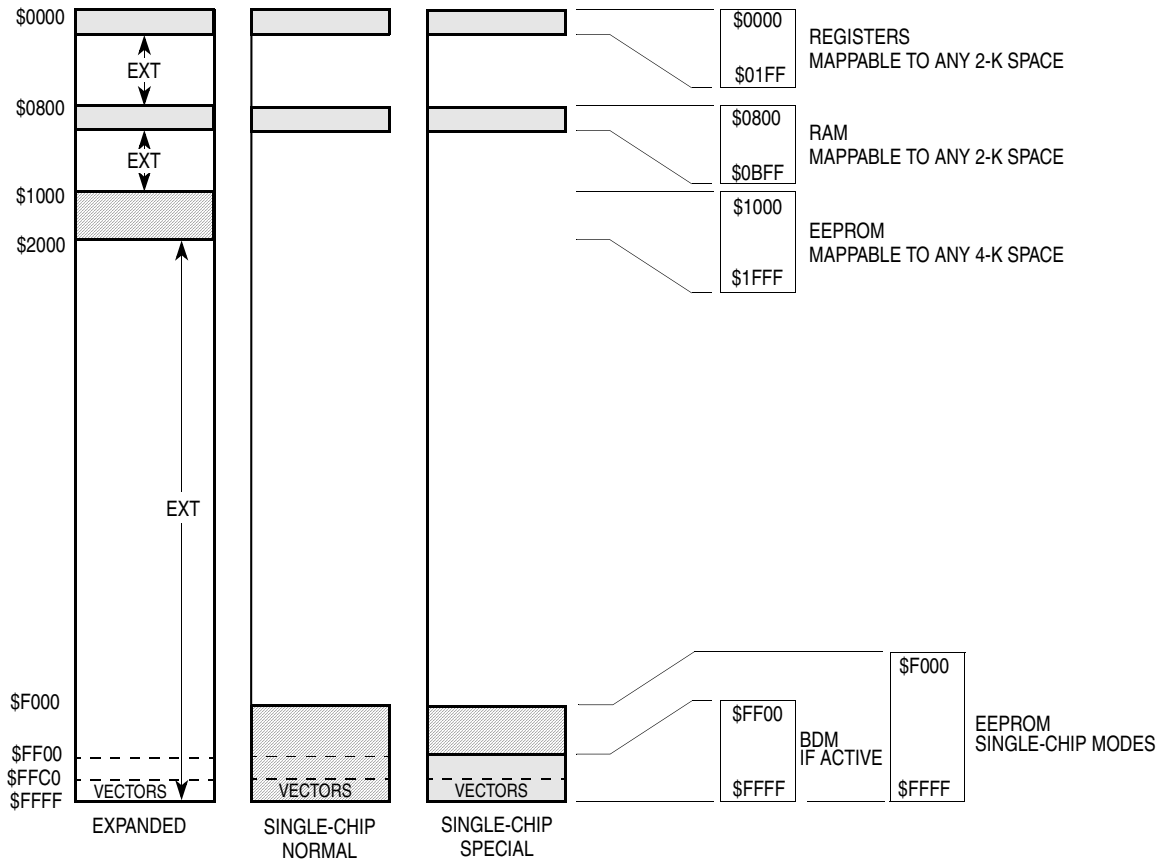 $0000
EXT
$0800
EXT
$1000
$2000
EXT
$F000
$FF00
$FFC0
$FFFF
VECTORS
EXPANDED
VECTORS
SINGLE-CHIP
NORMAL
VECTORS
SINGLE-CHIP
SPECIAL
$0000
$01FF
REGISTERS
MAPPABLE TO ANY 2-K SPACE
$0800
$0BFF
RAM
MAPPABLE TO ANY 2-K SPACE
$1000
$1FFF
EEPROM
MAPPABLE TO ANY 4-K SPACE
$FF00
$FFFF
BDM
IF ACTIVE
$F000
$FFFF
EEPROM
SINGLE-CHIP MODES